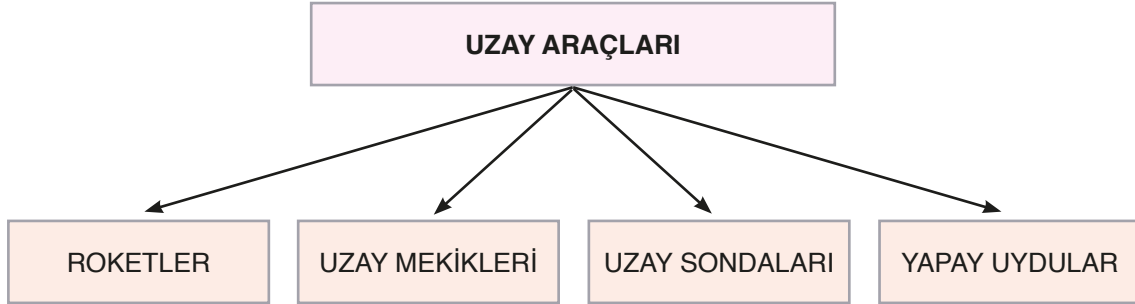 UZAY ARAÇLARI
ROKETLER
UZAY MEKİKLERİ
UZAY SONDALARI
YAPAY UYDULAR